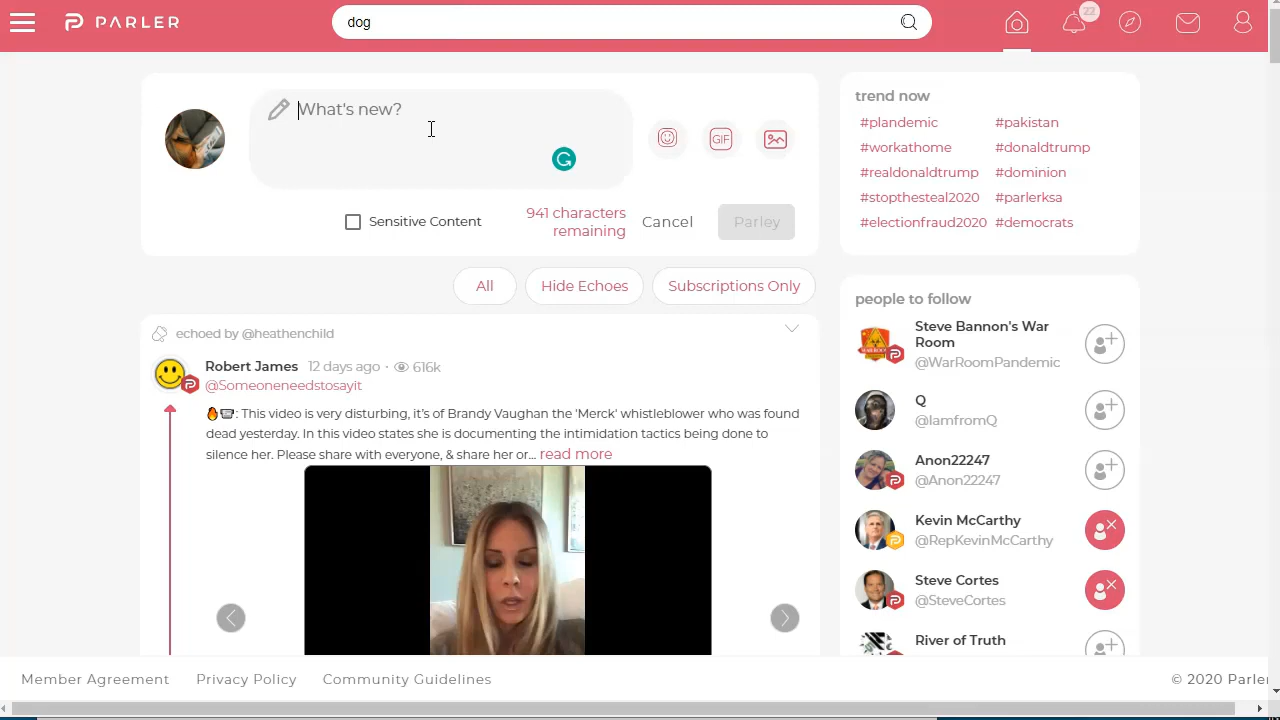 PARLER
dog
22
What's new?
GIF
Sensitive Content
941 characters
remaining
Cancel
Parley
trend now
#plandemic
#pakistan
#workathome
#donaldtrump
#realdonaldtrump
#dominion
#stopthesteal2020
#parlerksa
#electionfraud2020
#democrats
All
Hide Echoes
Subscriptions Only
echoed by @heathenchild
Robert James 12 days ago · 616k
@Someoneneedstosayit
This video is very disturbing, it's of Brandy Vaughan the 'Merck' whistleblower who was found
dead yesterday. In this video states she is documenting the intimidation tactics being done to
silence her. Please share with everyone, & share her or... read more
people to follow
Steve Bannon's War
Room
@WarRoomPandemic
Q
@IamfromQ
Anon22247
@Anon22247
Kevin McCarthy
@RepKevinMcCarthy
Steve Cortes
@SteveCortes
River of Truth
Member Agreement
Privacy Policy
Community Guidelines
© 2020 Parler